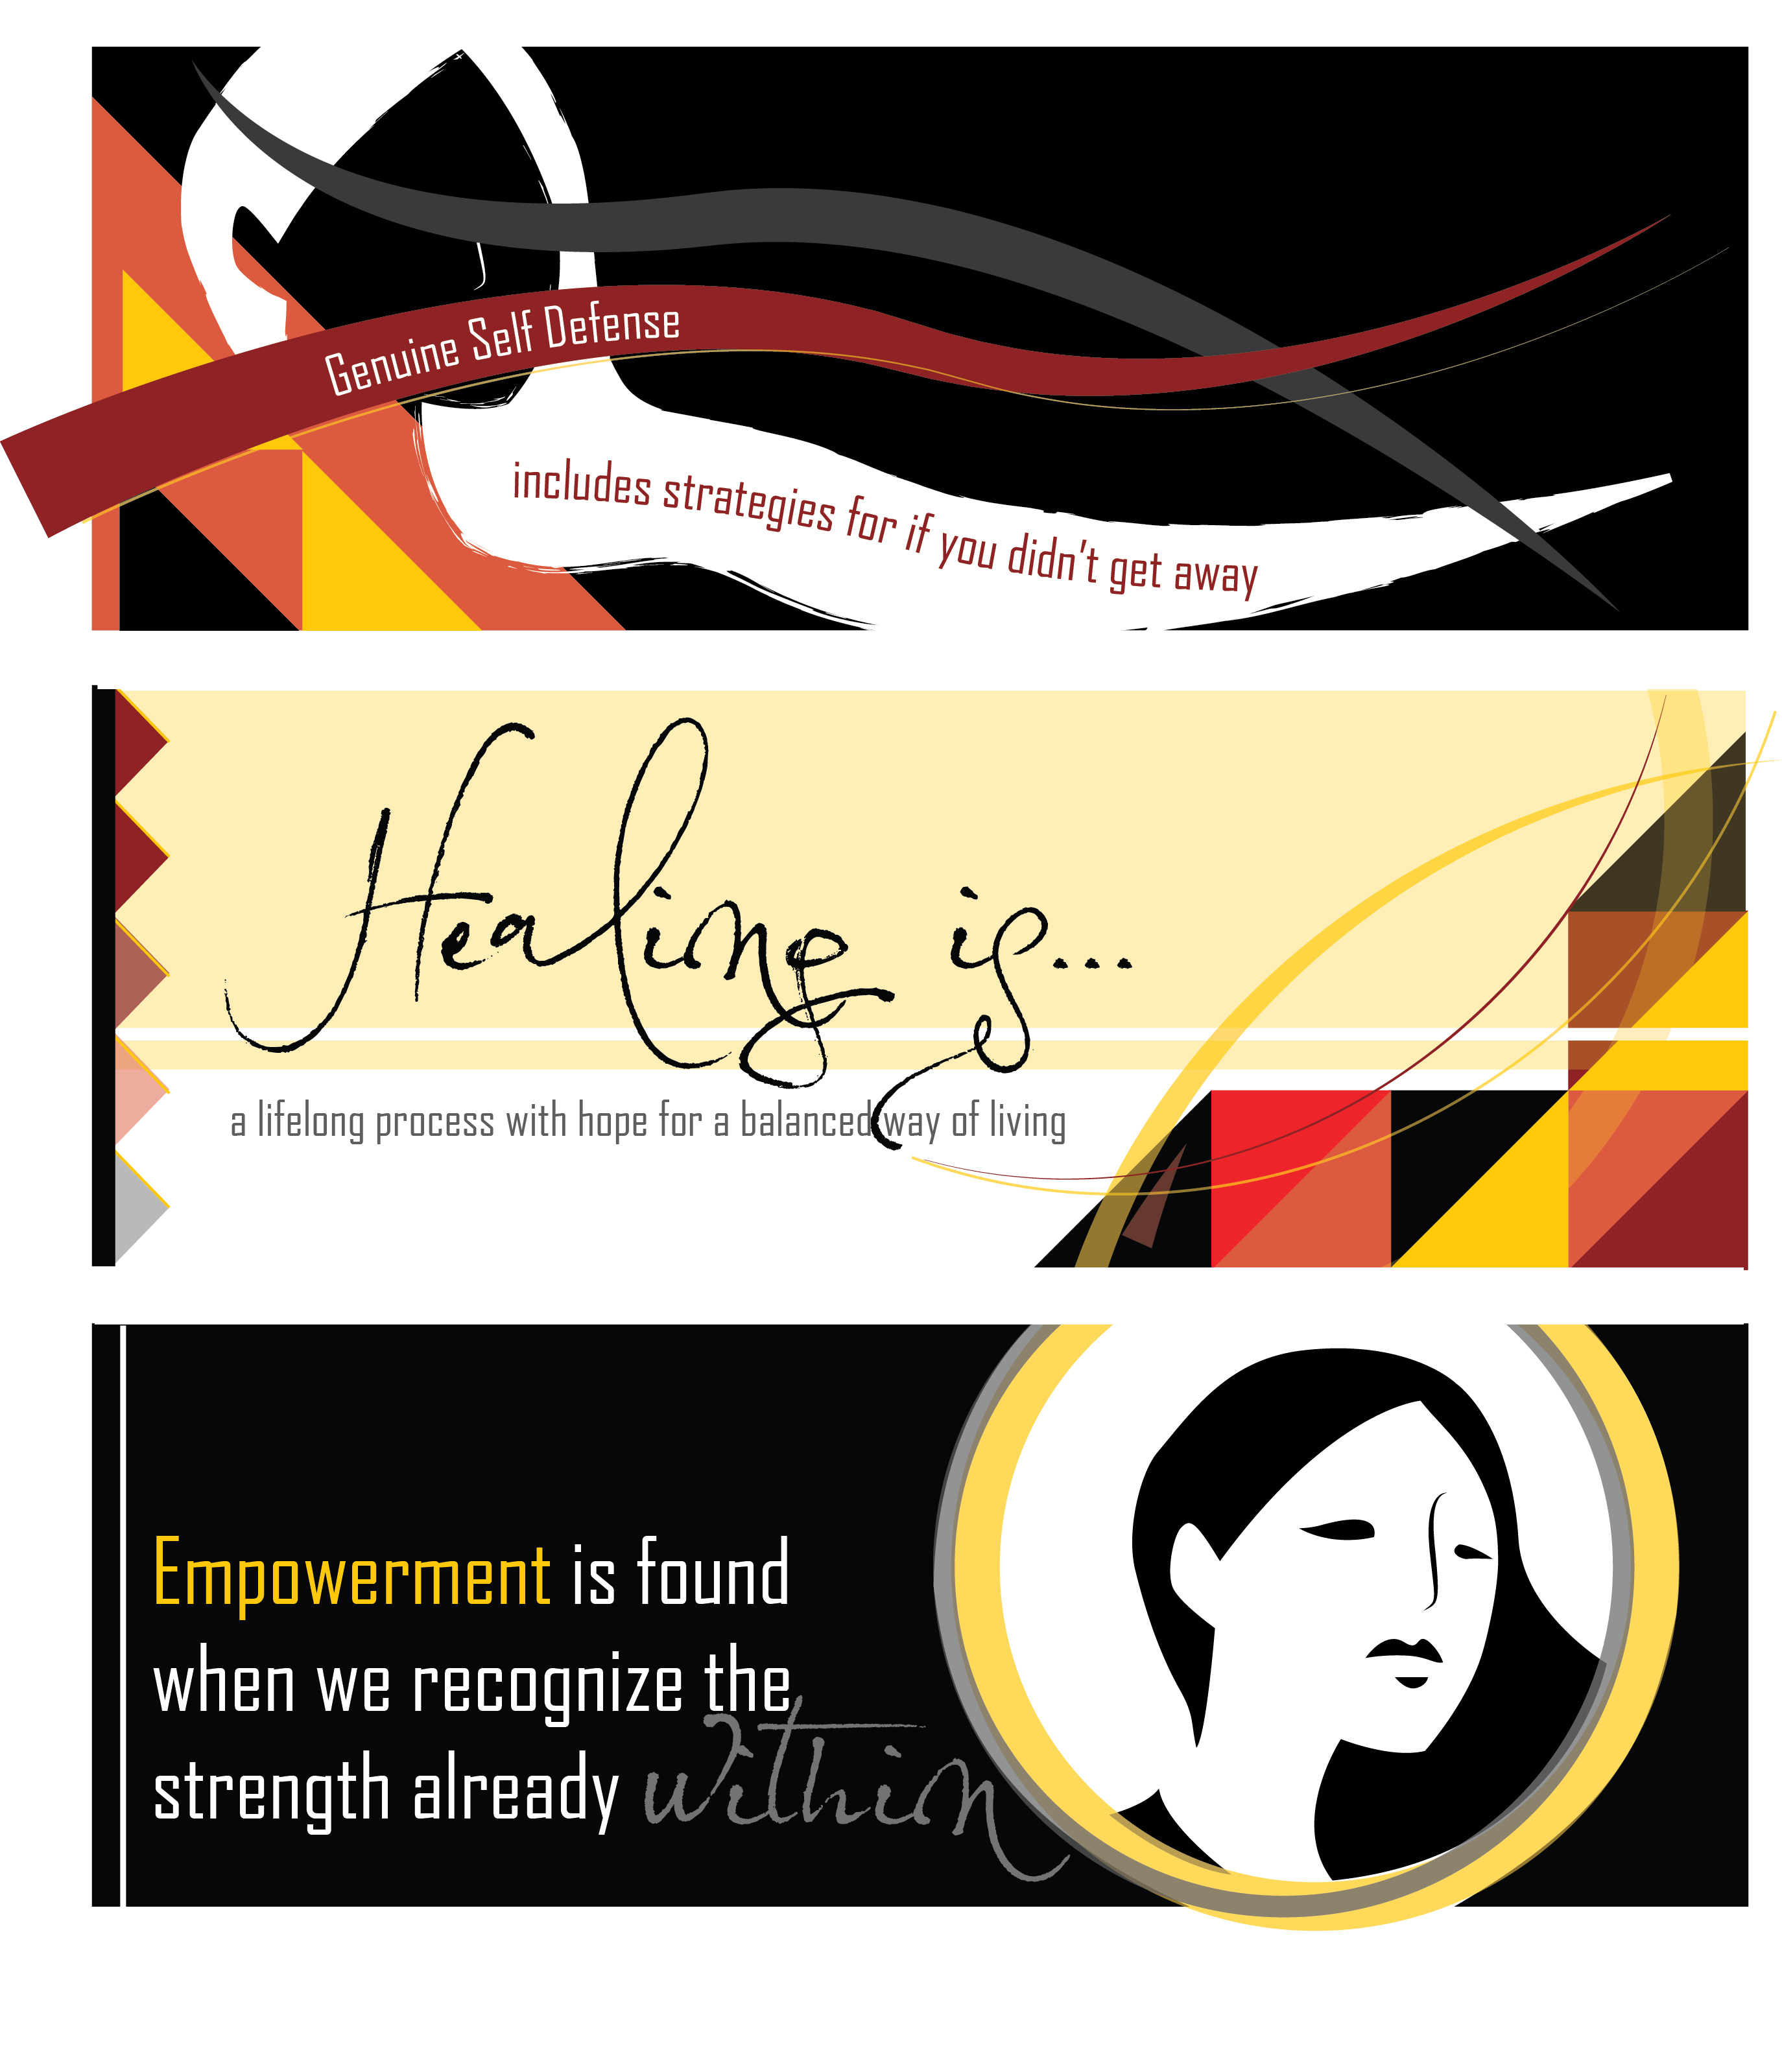 Genuine Self Defense
includes strategies for if you didn't get away
Healing is...
a lifelong process with hope for a balanced way of living
Empowerment is found
when we recognize the
strength already within